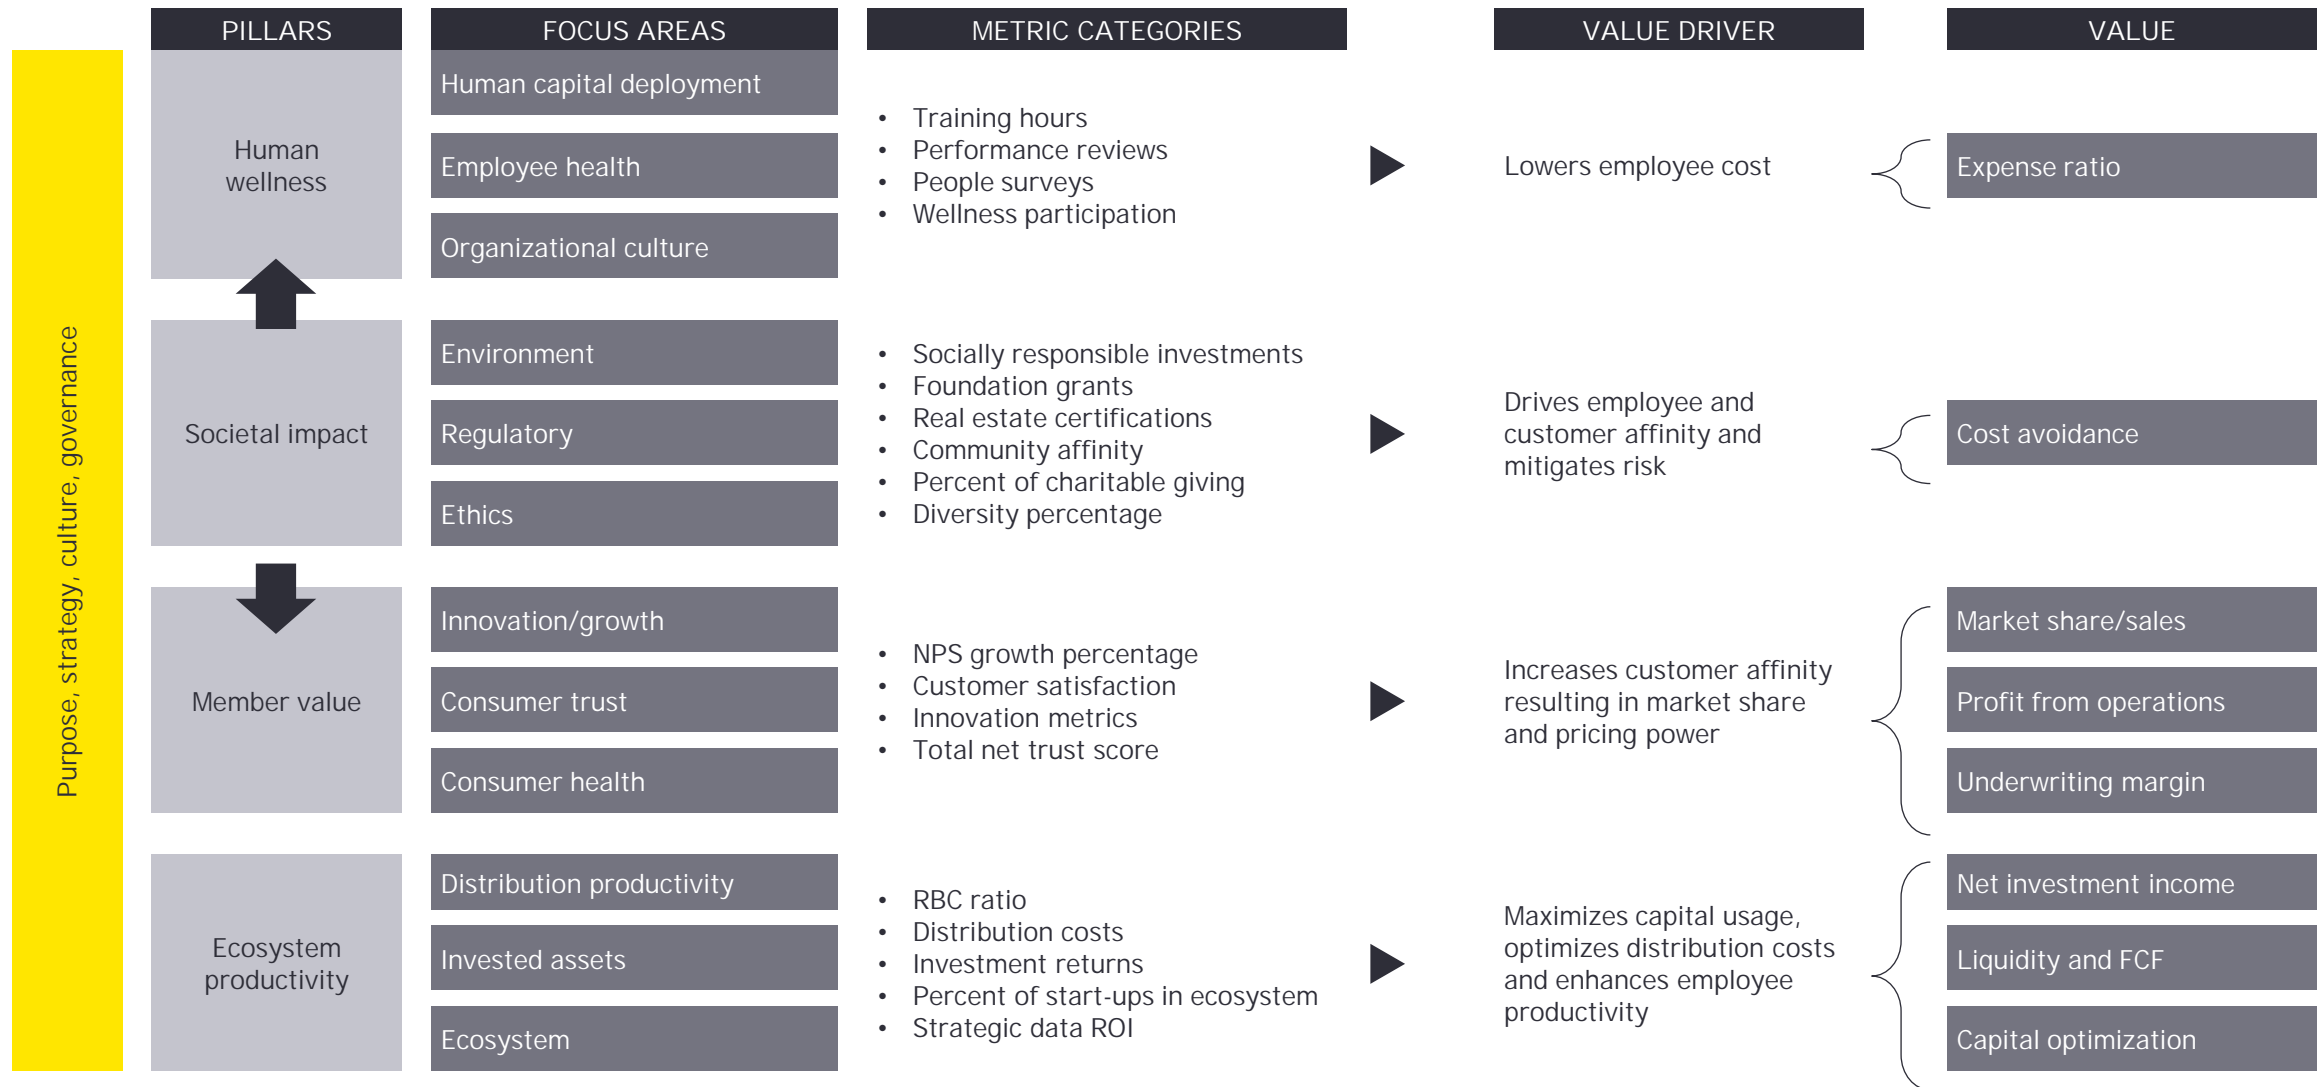 PILLARS
FOCUS AREAS
METRIC CATEGORIES
VALUE DRIVER
VALUE
Purpose, strategy, culture, governance
Human
wellness
Human capital deployment
Employee health
Organizational culture
• Training hours
• Performance reviews
• People surveys
• Wellness participation
Lowers employee cost
Expense ratio
Societal impact
Environment
Regulatory
Ethics
• Socially responsible investments
• Foundation grants
• Real estate certifications
• Community affinity
• Percent of charitable giving
• Diversity percentage
Drives employee and
customer affinity and
mitigates risk
Cost avoidance
Member value
Innovation/growth
Consumer trust
Consumer health
• NPS growth percentage
• Customer satisfaction
• Innovation metrics
• Total net trust score
Increases customer affinity
resulting in market share
and pricing power
Market share/sales
Profit from operations
Underwriting margin
Ecosystem
productivity
Distribution productivity
Invested assets
Ecosystem
• RBC ratio
• Distribution costs
• Investment returns
• Percent of start-ups in ecosystem
• Strategic data ROI
Maximizes capital usage,
optimizes distribution costs
and enhances employee
productivity
Net investment income
Liquidity and FCF
Capital optimization